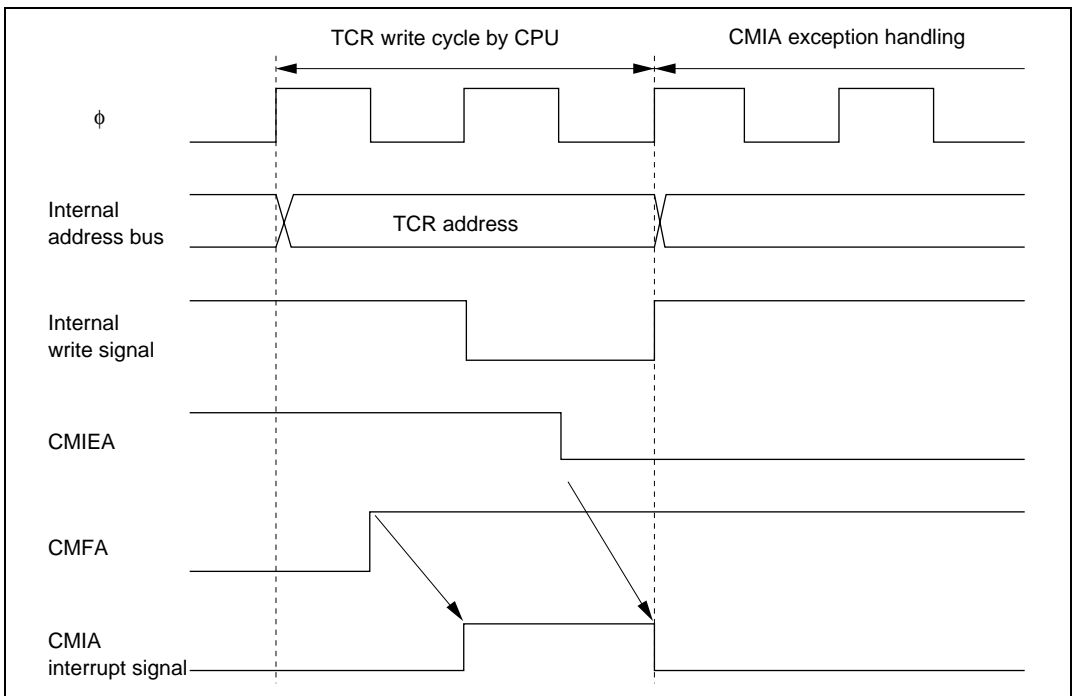 TCR write cycle by CPU
CMIA exception handling
ϕ
Internal
address bus
TCR address
Internal
write signal
CMIEA
CMFA
CMIA
interrupt signal